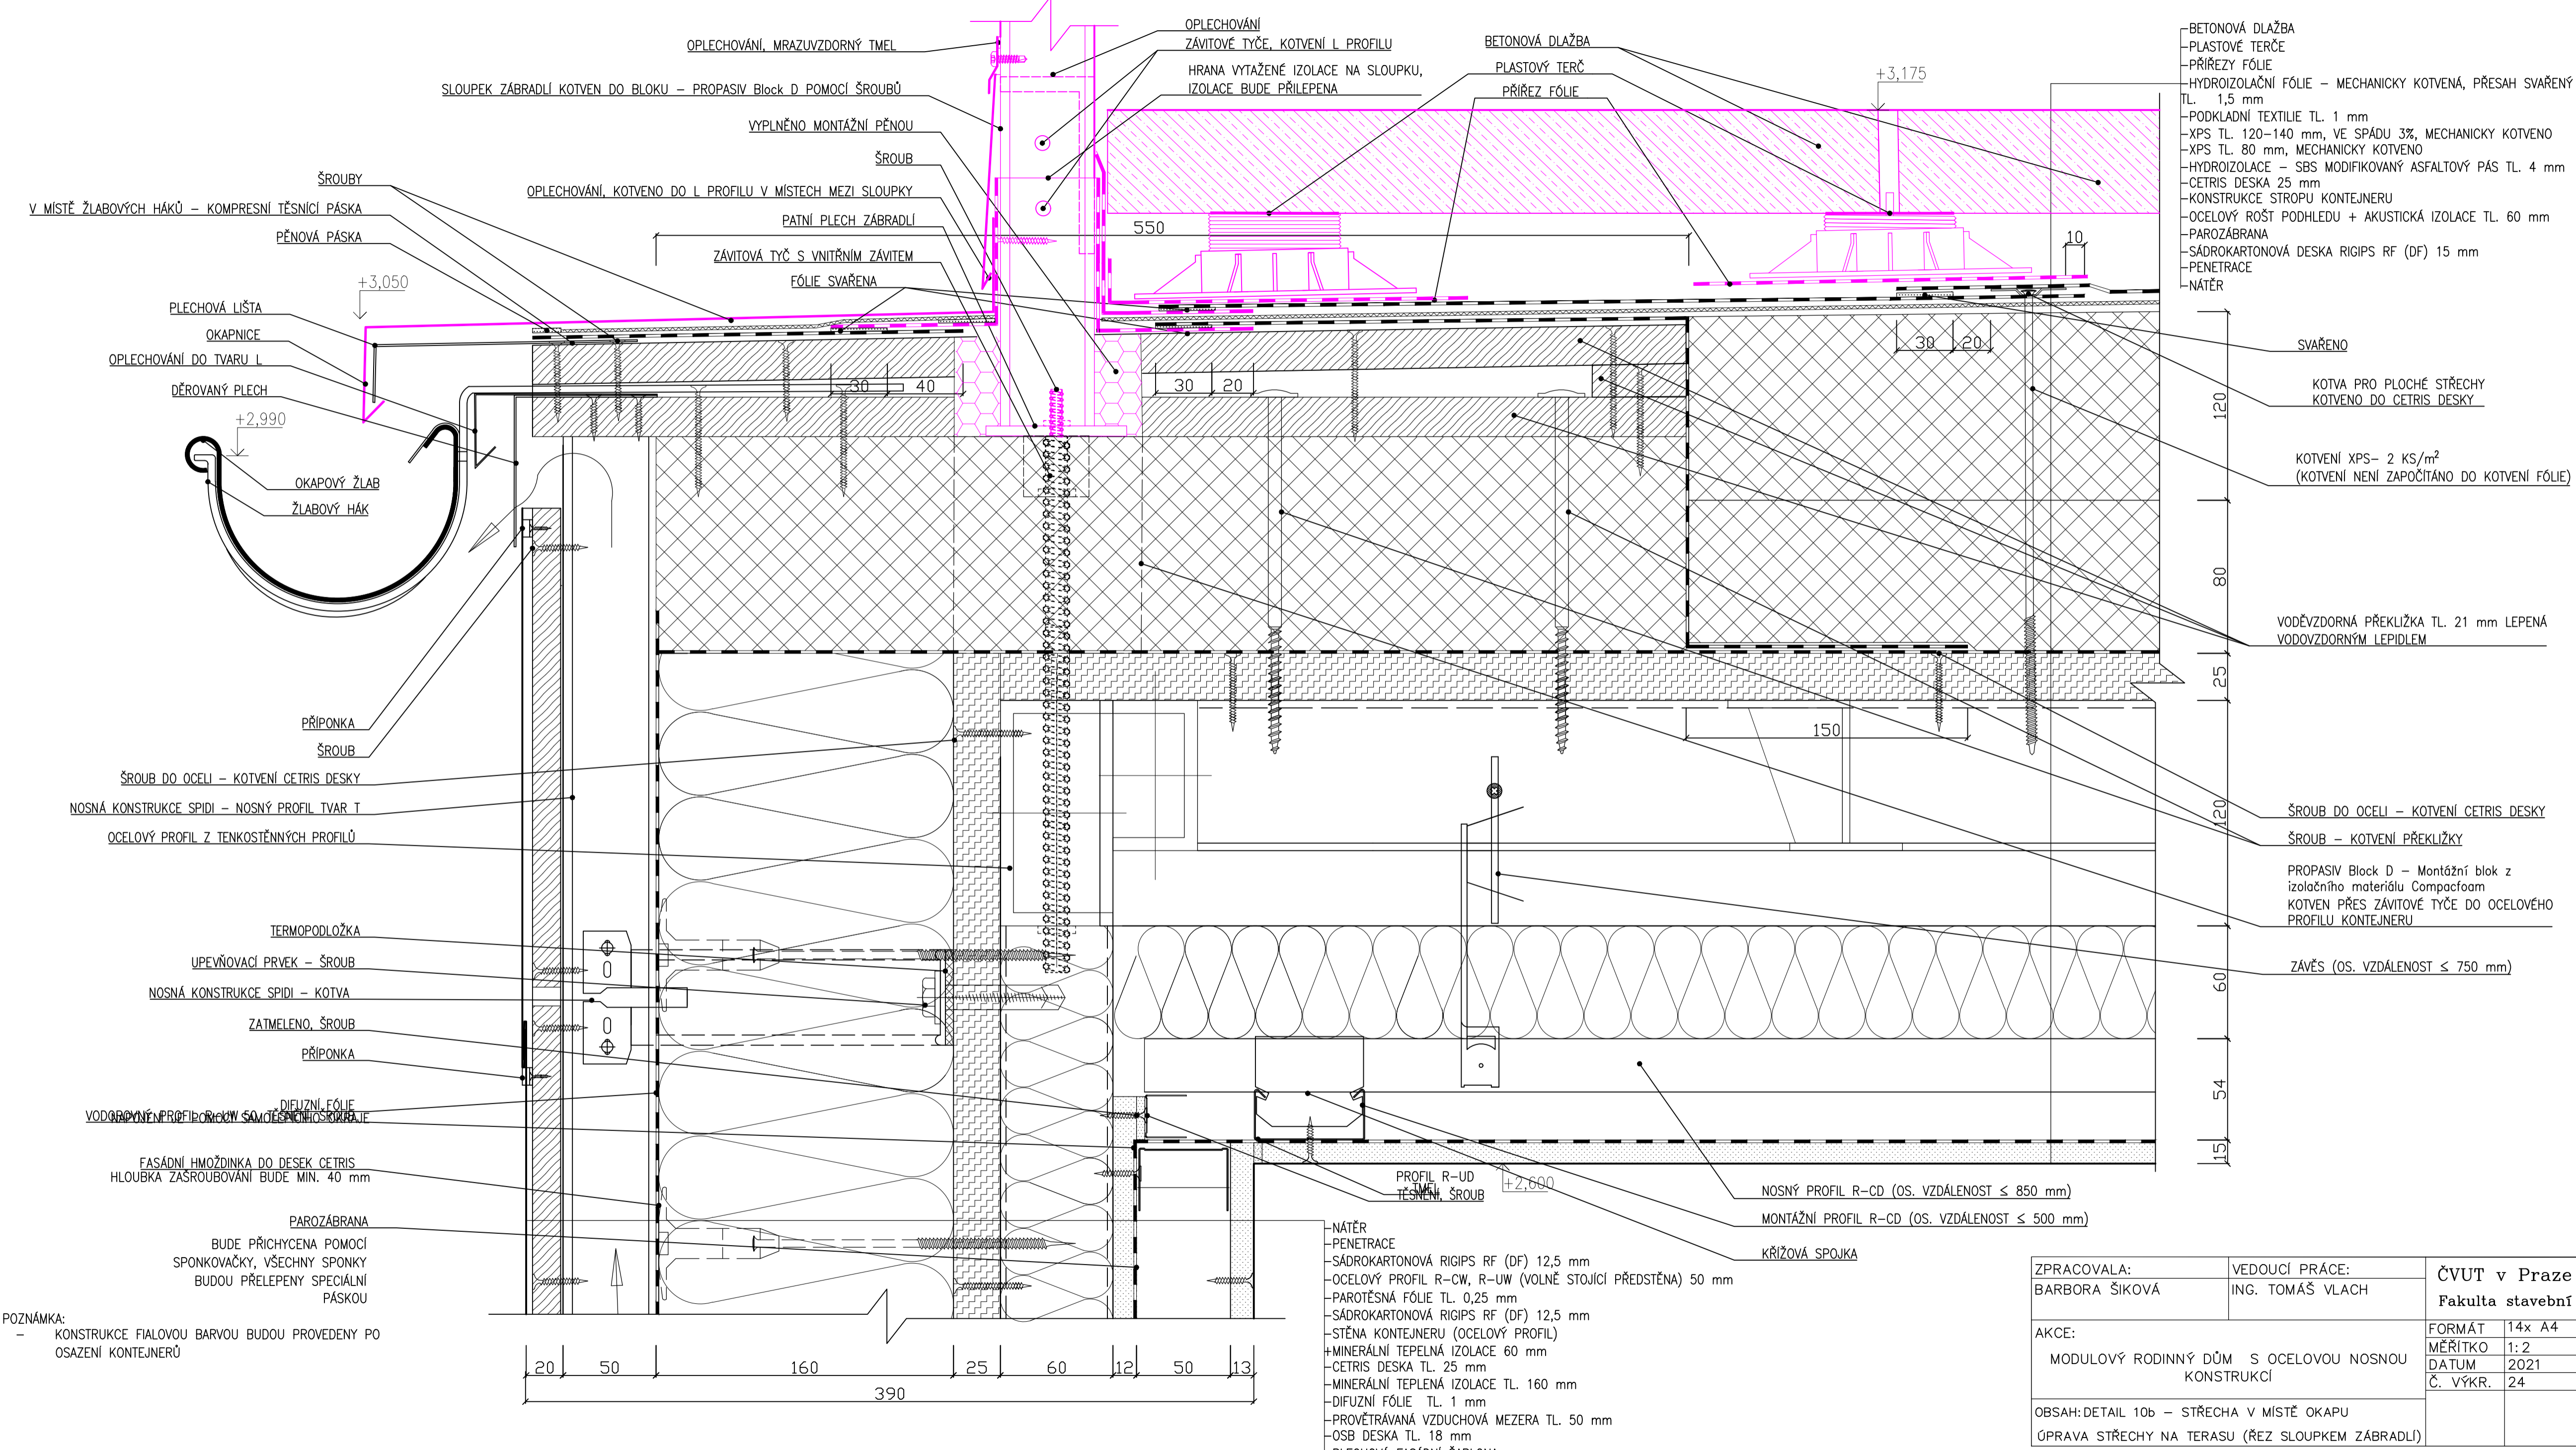 OPLECHOVÁNÍ, MRAZUVZDORNÝ TMEL
SLOUPEK ZÁBRADLÍ KOTVEN DO BLOKU – PROPASIV Block D POMOCÍ ŠROUBŮ
VYPLNĚNO MONTÁŽNÍ PĚNOU
ŠROUB
OPLECHOVÁNÍ, KOTVENO DO L PROFILU V MÍSTECH MEZI SLOUPKY
PATNÍ PLECH ZÁBRADLÍ
ZÁVITOVÁ TYČ S VNITŘNÍM ZÁVITEM
FÓLIE SVAŘENA
OPLECHOVÁNÍ
ZÁVITOVÉ TYČE, KOTVENÍ L PROFILU
HRANA VYTAŽENÉ IZOLACE NA SLOUPKU,
IZOLACE BUDE PŘILEPENA
BETONOVÁ DLAŽBA
PLASTOVÝ TERČ
PŘÍŘEZ FÓLIE
+3,175
550
10
ŠROUBY
V MÍSTĚ ŽLABOVÝCH HÁKŮ – KOMPRESNÍ TĚSNÍCÍ PÁSKA
PĚNOVÁ PÁSKA
+3,050
PLECHOVÁ LIŠTA
OKAPNICE
OPLECHOVÁNÍ DO TVARU L
DĚROVANÝ PLECH
+2,990
OKAPOVÝ ŽLAB
ŽLABOVÝ HÁK
30
40
30
20
30
20
BETONOVÁ DLAŽBA
PLASTOVÉ TERČE
PŘÍŘEZY FÓLIE
HYDROIZOLAČNÍ FÓLIE – MECHANICKY KOTVENÁ, PŘESAH SVAŘENÝ
TL. 1,5 mm
PODKLADNÍ TEXTILIE TL. 1 mm
XPS TL. 120–140 mm, VE SPÁDU 3%, MECHANICKY KOTVENO
XPS TL. 80 mm, MECHANICKY KOTVENO
HYDROIZOLACE – SBS MODIFIKOVANÝ ASFALTOVÝ PÁS TL. 4 mm
CETRIS DESKA 25 mm
KONSTRUKCE STROPU KONTEJNERU
OCELOVÝ ROŠT PODHLEDU + AKUSTICKÁ IZOLACE TL. 60 mm
PAROZÁBRANA
SÁDROKARTONOVÁ DESKA RIGIPS RF (DF) 15 mm
PENETRACE
NÁTĚR
SVAŘENO
KOTVA PRO PLOCHÉ STŘECHY
KOTVENO DO CETRIS DESKY
KOTVENÍ XPS– 2 KS/m²
(KOTVENÍ NENÍ ZAPOČÍTÁNO DO KOTVENÍ FÓLIE)
VODĚVZDORNÁ PŘEKLIŽKA TL. 21 mm LEPENÁ
VODOVZDORNÝM LEPIDLEM
ŠROUB DO OCELI – KOTVENÍ CETRIS DESKY
ŠROUB – KOTVENÍ PŘEKLIŽKY
PROPASIV Block D – Montážní blok z
izolačního materiálu Compacfoam
KOTVEN PŘES ZÁVITOVÉ TYČE DO OCELOVÉHO
PROFILU KONTEJNERU
ZÁVĚS (OS. VZDÁLENOST ≤ 750 mm)
120
80
25
120
60
54
15
150
PŘÍPONKA
ŠROUB
ŠROUB DO OCELI – KOTVENÍ CETRIS DESKY
NOSNÁ KONSTRUKCE SPIDI – NOSNÝ PROFIL TVAR T
OCELOVÝ PROFIL Z TENKOSTĚNNÝCH PROFILŮ
TERMOPODLOŽKA
UPEVŇOVACÍ PRVEK – ŠROUB
NOSNÁ KONSTRUKCE SPIDI – KOTVA
ZATMELENO, ŠROUB
PŘÍPONKA
DIFUZNÍ FÓLIE
NAPOJENÍ JE POMOCÍ SAMOLEPICÍHO OKRAJE
VODOROVNÝ PROFIL R–UW 50, TĚSNĚNÍ, ŠROUB
FASÁDNÍ HMOŽDINKA DO DESEK CETRIS
HLOUBKA ZAŠROUBOVÁNÍ BUDE MIN. 40 mm
PAROZÁBRANA
BUDE PŘICHYCENA POMOCÍ
SPONKOVAČKY, VŠECHNY SPONKY
BUDOU PŘELEPENY SPECIÁLNÍ
PÁSKOU
POZNÁMKA:
– KONSTRUKCE FIALOVOU BARVOU BUDOU PROVEDENY PO
OSAZENÍ KONTEJNERŮ
PROFIL R–UD
TMEL
TĚSNĚNÍ, ŠROUB
+2,600
NOSNÝ PROFIL R–CD (OS. VZDÁLENOST ≤ 850 mm)
MONTÁŽNÍ PROFIL R–CD (OS. VZDÁLENOST ≤ 500 mm)
KŘÍŽOVÁ SPOJKA
NÁTĚR
PENETRACE
SÁDROKARTONOVÁ RIGIPS RF (DF) 12,5 mm
OCELOVÝ PROFIL R–CW, R–UW (VOLNĚ STOJÍCÍ PŘEDSTĚNA) 50 mm
PAROTĚSNÁ FÓLIE TL. 0,25 mm
SÁDROKARTONOVÁ RIGIPS RF (DF) 12,5 mm
STĚNA KONTEJNERU (OCELOVÝ PROFIL)
+MINERÁLNÍ TEPELNÁ IZOLACE 60 mm
CETRIS DESKA TL. 25 mm
MINERÁLNÍ TEPLENÁ IZOLACE TL. 160 mm
DIFUZNÍ FÓLIE TL. 1 mm
PROVĚTRÁVANÁ VZDUCHOVÁ MEZERA TL. 50 mm
OSB DESKA TL. 18 mm
20 50 160 25 60 12 50 13
390
ZPRACOVALA: VEDOUCÍ PRÁCE:
BARBORA ŠIKOVÁ ING. TOMÁŠ VLACH
ČVUT v Praze
Fakulta stavební
AKCE:
MODULOVÝ RODINNÝ DŮM S OCELOVOU NOSNOU
KONSTRUKCÍ
FORMÁT 14x A4
MĚŘÍTKO 1:2
DATUM 2021
Č. VÝKR. 24
OBSAH: DETAIL 10b – STŘECHA V MÍSTĚ OKAPU
ÚPRAVA STŘECHY NA TERASU (ŘEZ SLOUPKEM ZÁBRADLÍ)